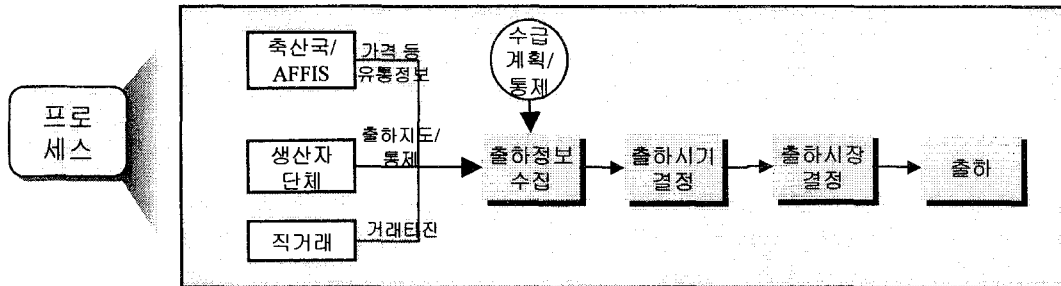 프로
세스
축산국/
AFFIS
가격 등
유통정보
수급
계획/
통제
생산자
단체
출하지도/
통제
직거래
거래타진
출하정보
수집
출하시기
결정
출하시장
결정
출하